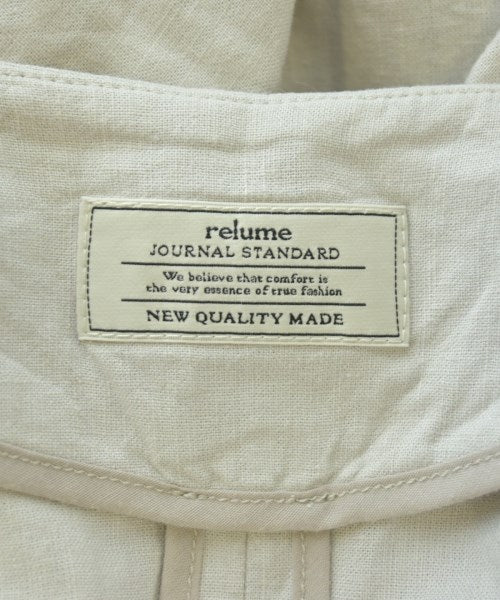 relume
JOURNAL STANDARD
We believe that comfort is
the very essence of true fashion
NEW QUALITY MADE